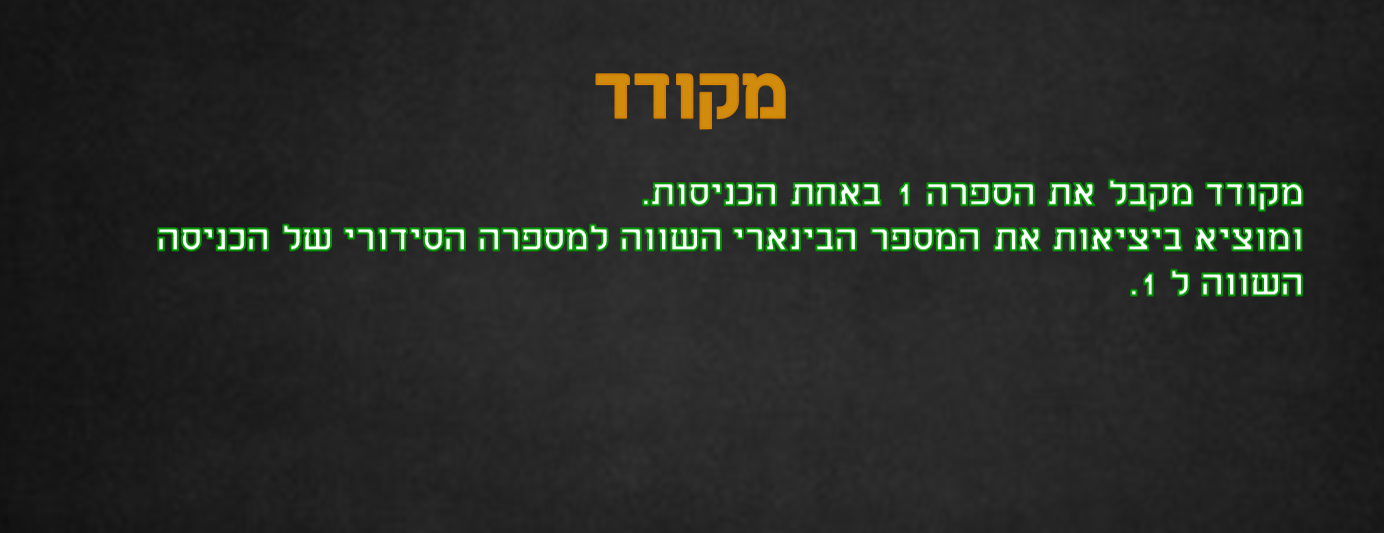 מקודד
מקודד מקבל את הספרה 1 באחת הכניסות.
ומוציא ביציאות את המספר הבינארי השווה למספרה הסידורי של הכניסה
השווה ל 1.